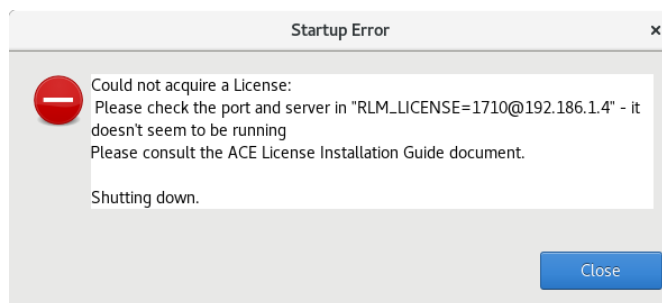 Startup Error
×
Could not acquire a License:
Please check the port and server in "RLM_LICENSE=1710@192.186.1.4" - it
doesn't seem to be running
Please consult the ACE License Installation Guide document.
Shutting down.
Close